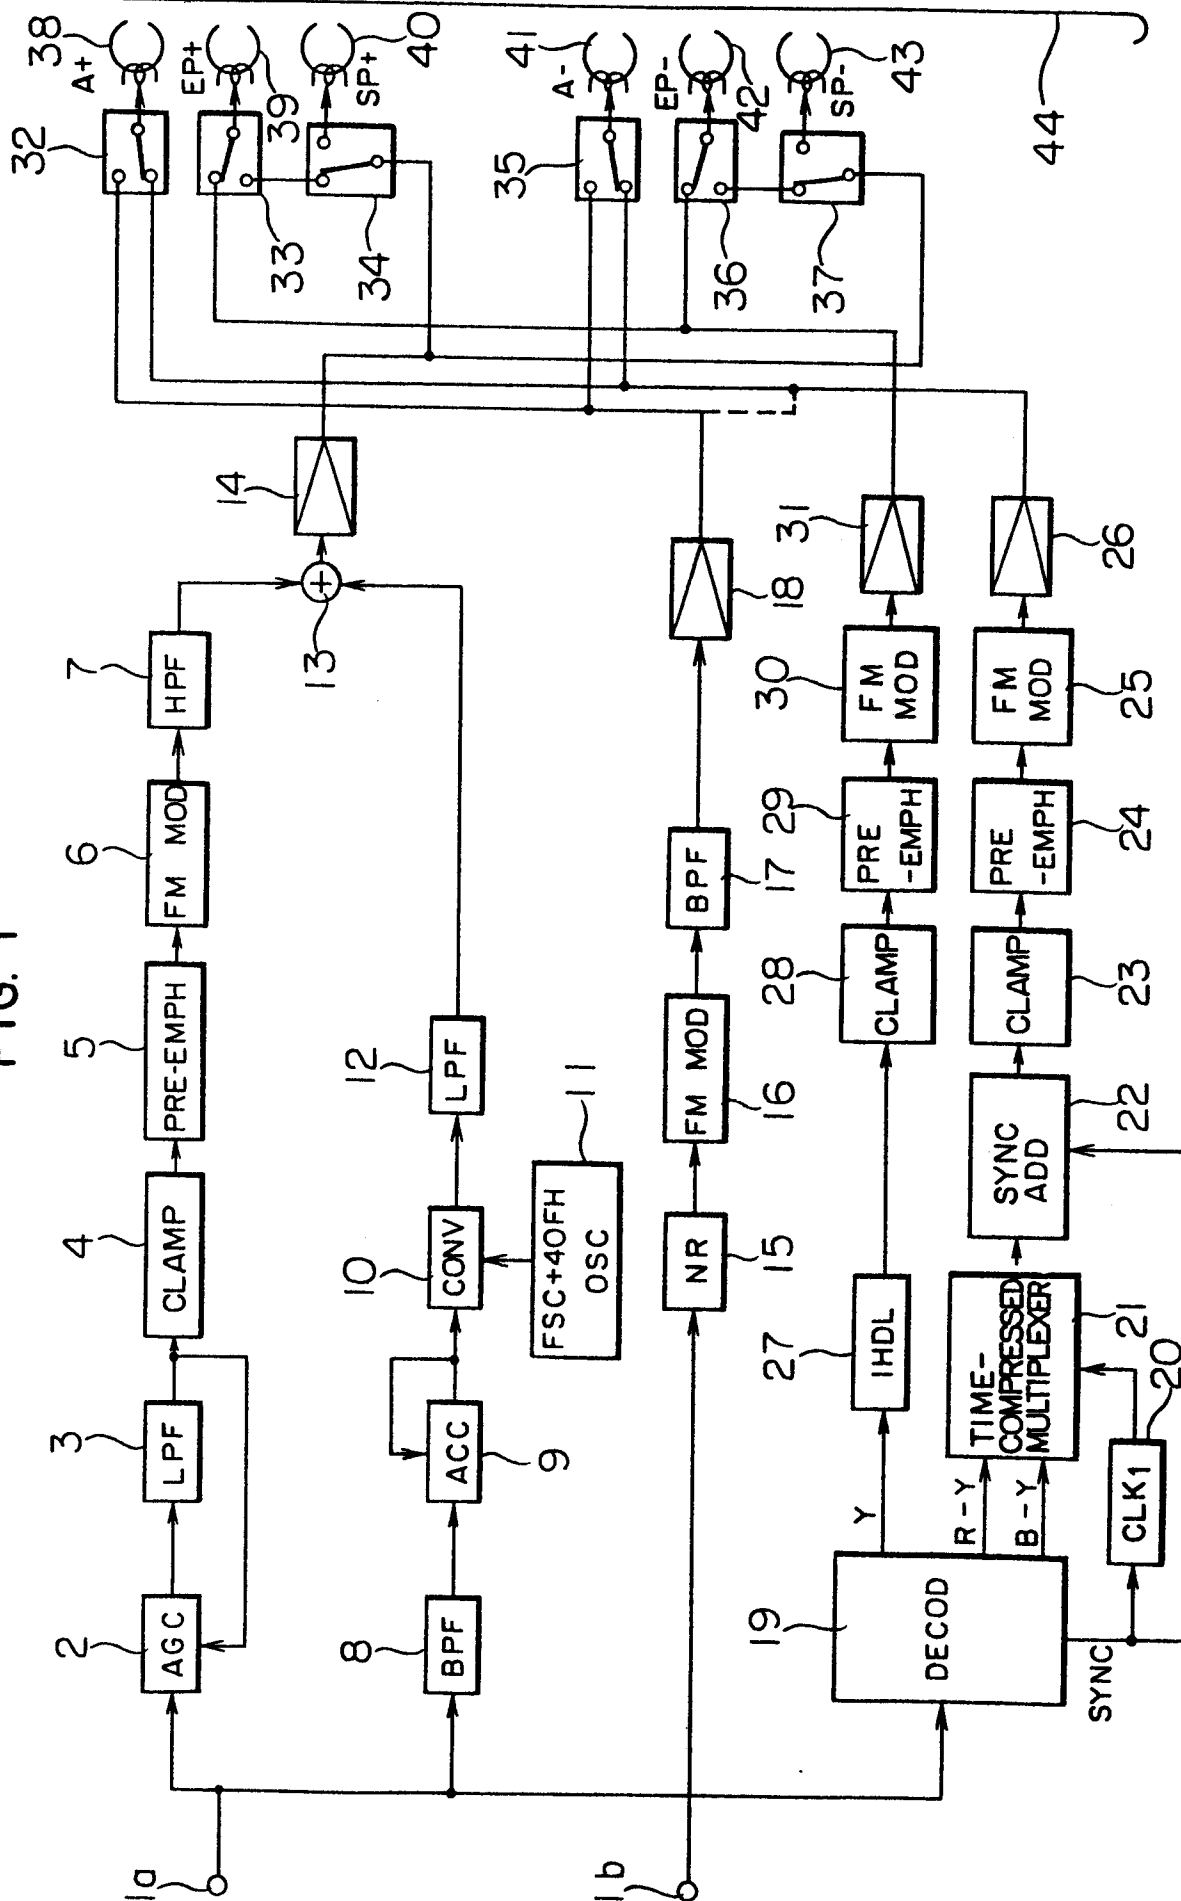 FIG. 1
1a
2
AGC
3
LPF
4
CLAMP
5
PRE-EMPH
6
FM MOD
7
HPF
8
BPF
9
ACC
10
CONV
11
FSC+40FH
OSC
12
LPF
13
+
14
1b
15
NR
16
FM MOD
17
BPF
18
19
DECOD
Y
R-Y
B-Y
SYNC
20
CLK1
21
TIME-
COMPRESSED
MULTIPLEXER
22
SYNC
ADD
23
CLAMP
24
PRE
-EMPH
25
FM
MOD
26
27
1HDL
28
CLAMP
29
PRE
-EMPH
30
FM
MOD
31
32
33
34
35
36
37
A+
38
EP+
39
SP+
40
A-
41
EP-
42
SP-
43
44